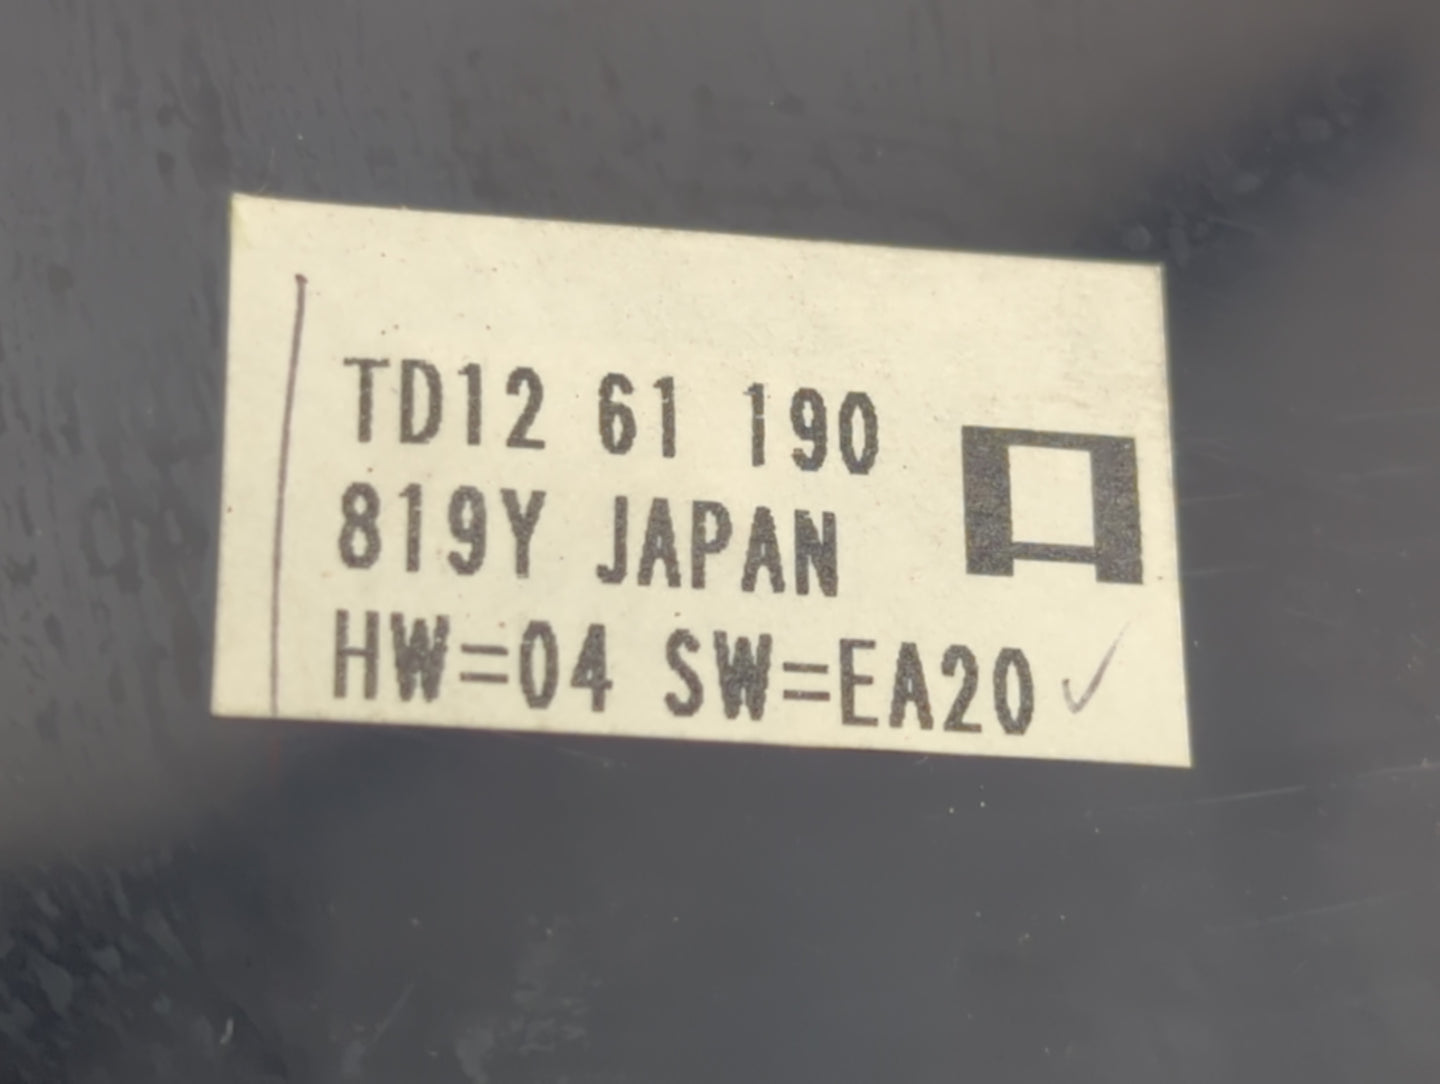 TD12 61 190
819Y JAPAN
HW=04 SW=EA20